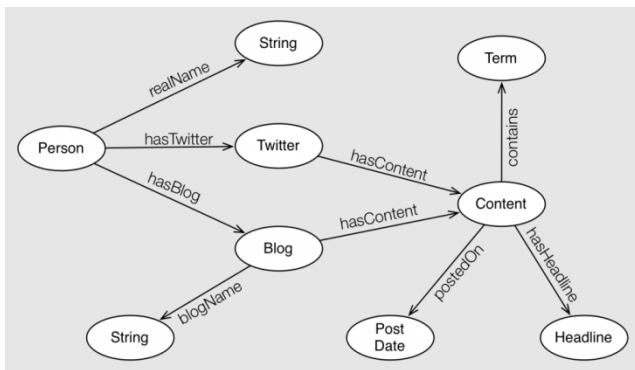 String
Term
realName
Person
hasTwitter
Twitter
contains
hasBlog
hasContent
Content
hasContent
Blog
hasHeadline
postedOn
blogName
String
Post
Date
Headline